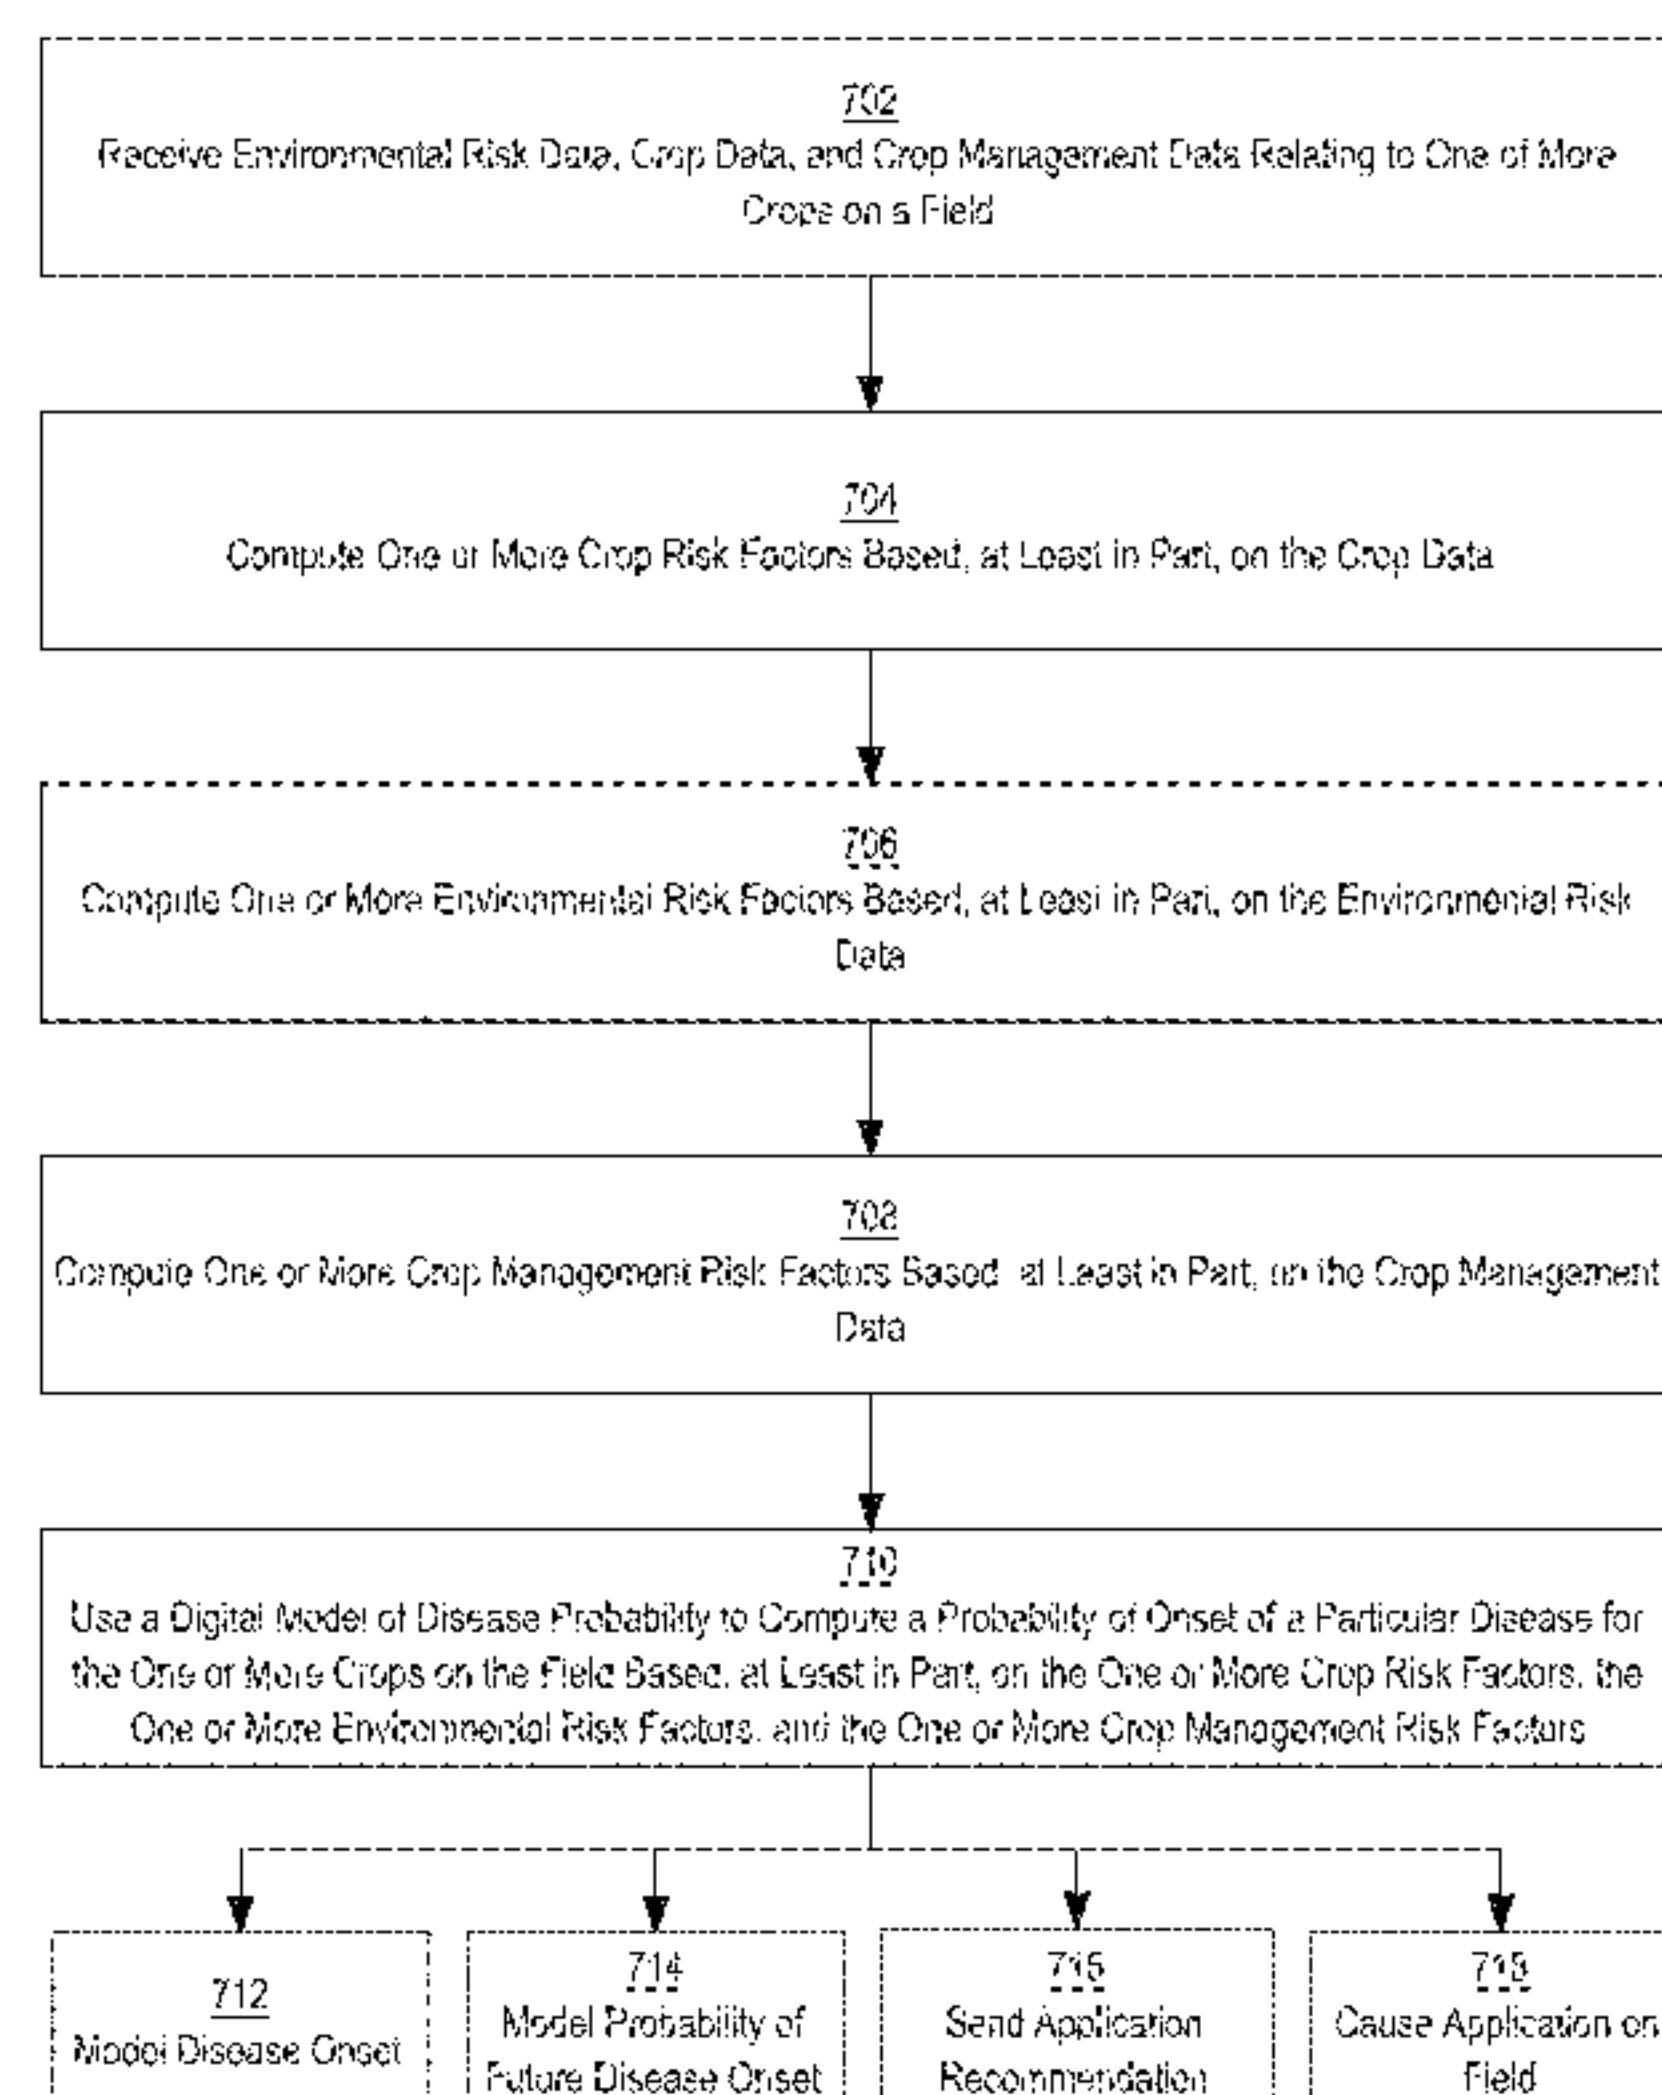 702
Receive Environmental Risk Data, Crop Data, and Crop Management Data Relating to One of More
Crops on a Field
704
Compute One or More Crop Risk Factors Based, at Least in Part, on the Crop Data
706
Compute One or More Environmental Risk Factors Based, at Least in Part, on the Environmental Risk
Data
708
Compute One or More Crop Management Risk Factors Based, at Least in Part, on the Crop Management
Data
710
Use a Digital Model of Disease Probability to Compute a Probability of Onset of a Particular Disease for
the One or More Crops on the Field Based, at Least in Part, on the One or More Crop Risk Factors, the
One or More Environmental Risk Factors, and the One or More Crop Management Risk Factors
712
Model Disease Onset
714
Model Probability of
Future Disease Onset
716
Send Application
Recommendation
718
Cause Application on
Field